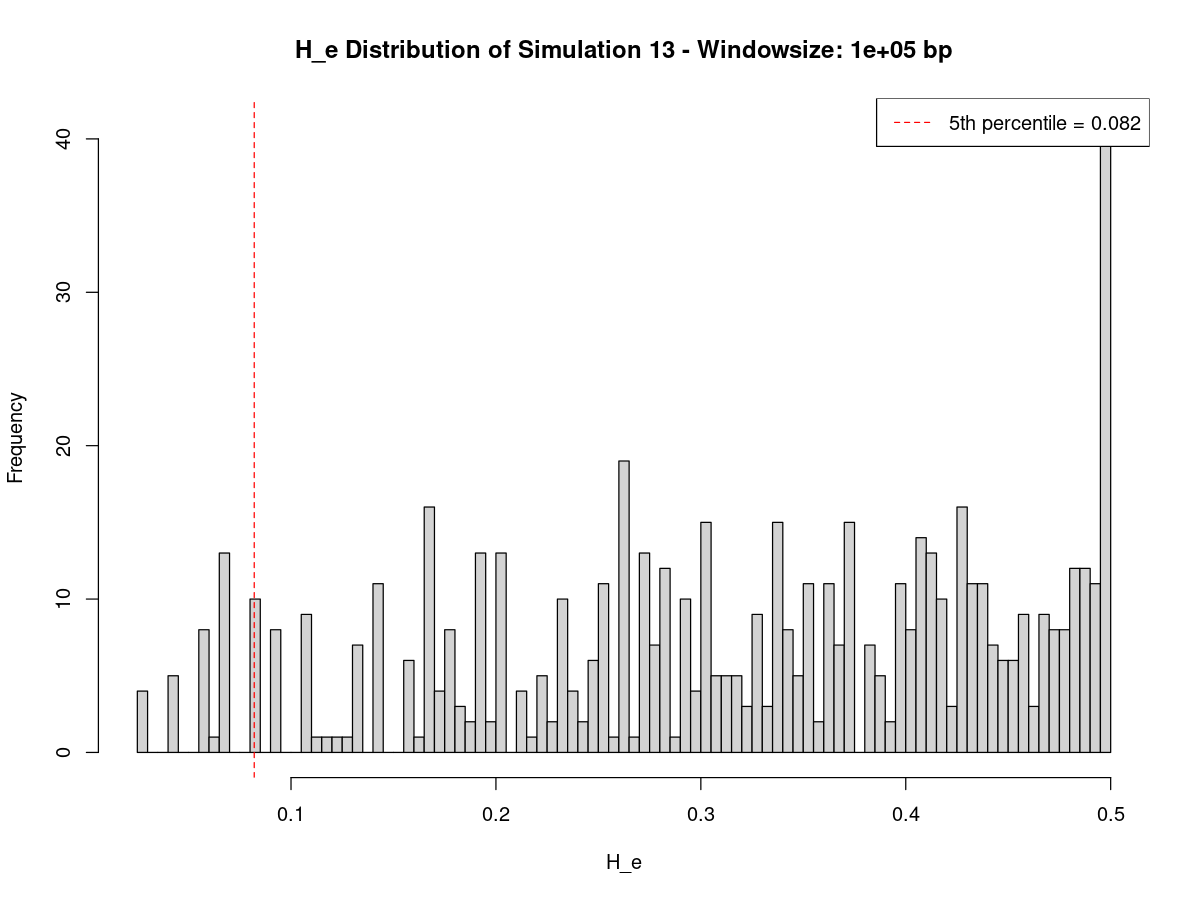 H_e Distribution of Simulation 13 - Windowsize: 1e+05 bp
5th percentile = 0.082
Frequency
40
30
20
10
0
0.1 0.2 0.3 0.4 0.5
H_e